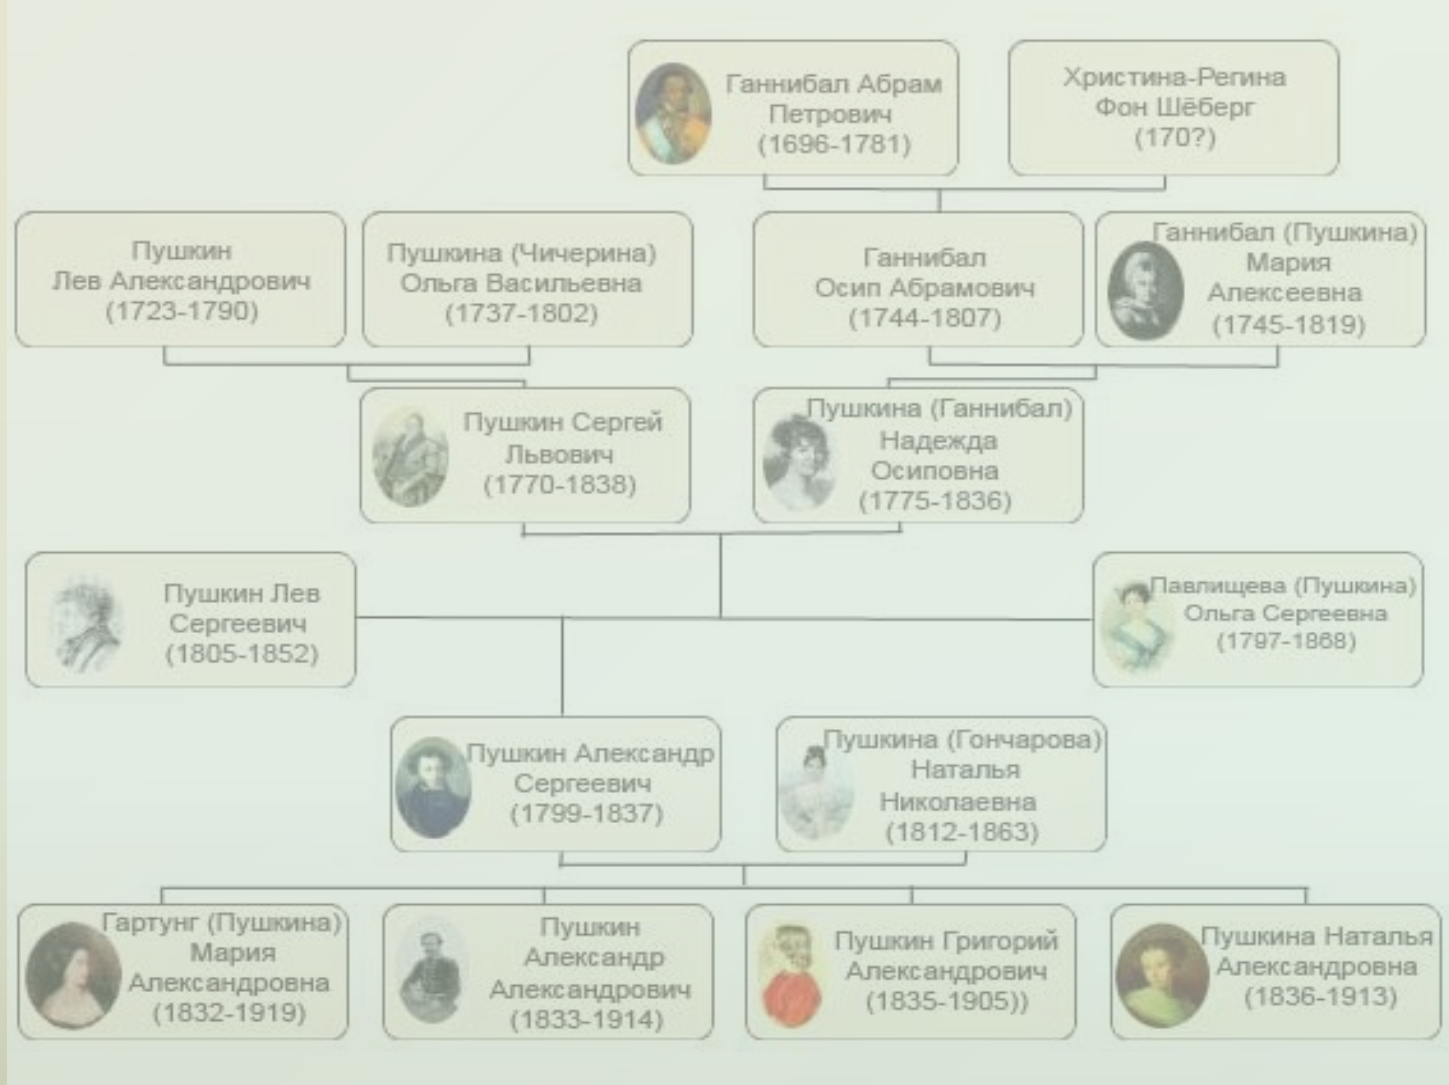 Ганнибал Абрам
Петрович
(1696-1781)
Христина-Регина
Фон Шёберг
(170?)
Пушкин
Лев Александрович
(1723-1790)
Пушкина (Чичерина)
Ольга Васильевна
(1737-1802)
Ганнибал
Осип Абрамович
(1744-1807)
Ганнибал (Пушкина)
Мария
Алексеевна
(1745-1819)
Пушкин Сергей
Львович
(1770-1838)
Пушкина (Ганнибал)
Надежда
Осиповна
(1775-1836)
Пушкин Лев
Сергеевич
(1805-1852)
Павлищева (Пушкина)
Ольга Сергеевна
(1797-1868)
Пушкин Александр
Сергеевич
(1799-1837)
Пушкина (Гончарова)
Наталья
Николаевна
(1812-1863)
Гартунг (Пушкина)
Мария
Александровна
(1832-1919)
Пушкин
Александр
Александрович
(1833-1914)
Пушкин Григорий
Александрович
(1835-1905))
Пушкина Наталья
Александровна
(1836-1913)